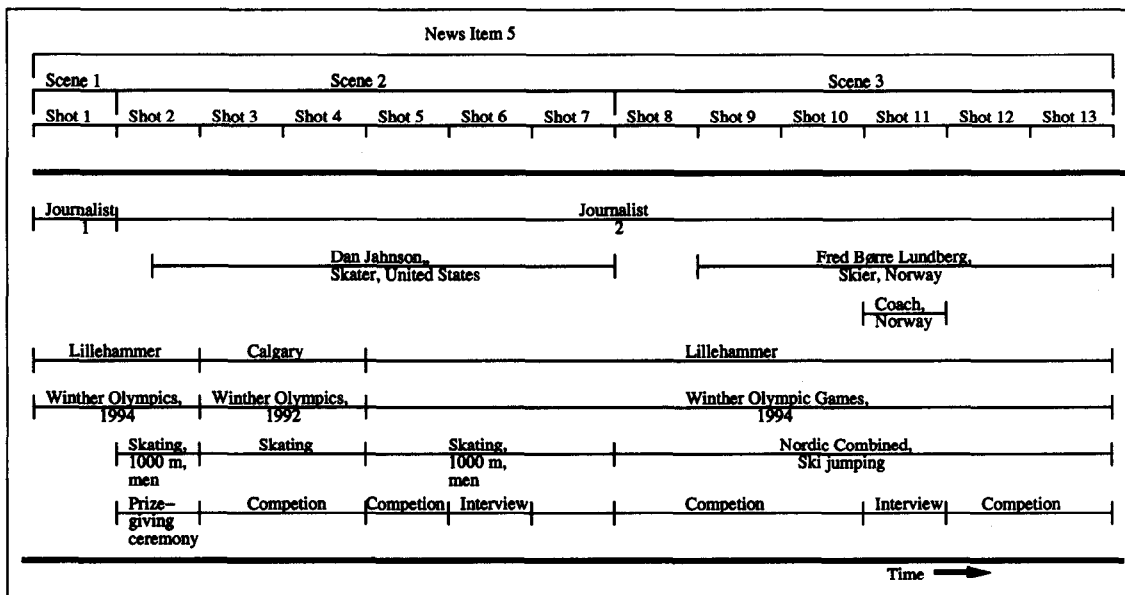 News Item 5
Scene 1 Scene 2 Scene 3
Shot 1 Shot 2 Shot 3 Shot 4 Shot 5 Shot 6 Shot 7 Shot 8 Shot 9 Shot 10 Shot 11 Shot 12 Shot 13
Journalist Journalist
1 2
Dan Jahnson,, Fred Børre Lundberg,
Skater, United States Skier, Norway
Coach,
Norway
Lillehammer Calgary Lillehammer
Winther Olympics, Winther Olympics, Winther Olympic Games,
1994 1992 1994
Skating, Skating Skating, Nordic Combined,
1000 m, 1000 m, Ski jumping
men men
Prize- Competion Competion Interview Competion Interview Competion
giving
ceremony
Time